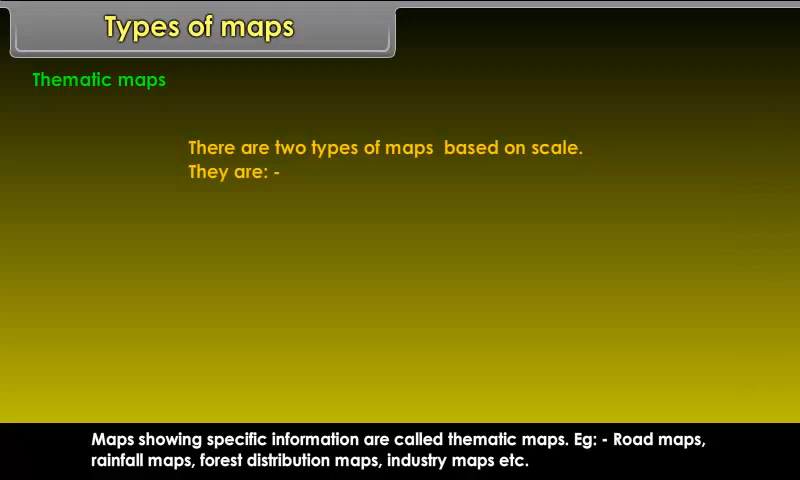 Types of maps
Thematic maps
There are two types of maps  based on scale.
They are: -
Maps showing specific information are called thematic maps. Eg: - Road maps,
rainfall maps, forest distribution maps, industry maps etc.